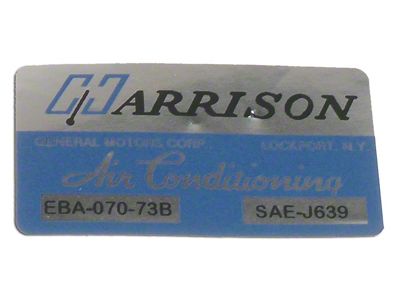 HARRISON
GENERAL MOTORS CORP. LOCKPORT, N.Y.
Air Conditioning
EBA-070-73B SAE-J639